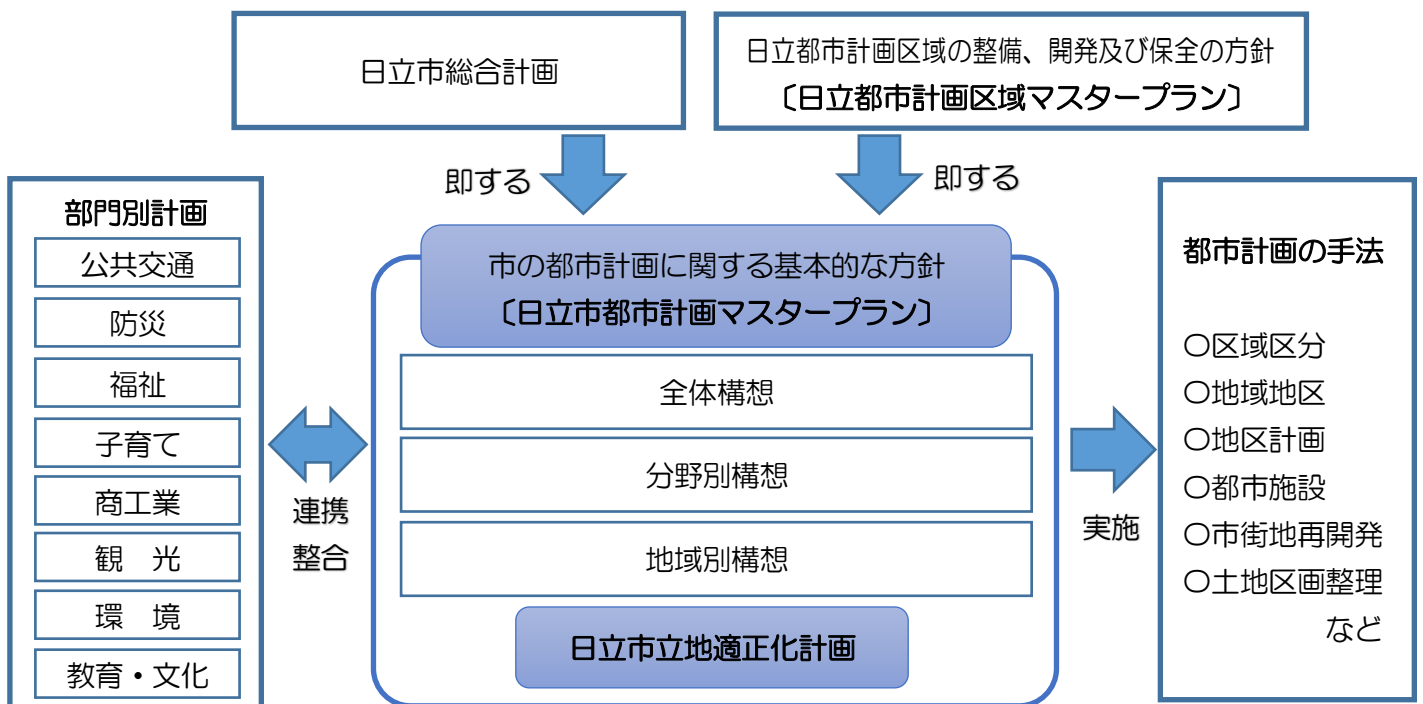 日立市総合計画
日立都市計画区域の整備、開発及び保全の方針
〔日立都市計画区域マスタープラン〕
即する
即する
部門別計画
公共交通
防災
福祉
子育て
商工業
観　光
環　境
教育・文化
連携
整合
市の都市計画に関する基本的な方針
〔日立市都市計画マスタープラン〕
全体構想
分野別構想
地域別構想
日立市立地適正化計画
実施
都市計画の手法
〇区域区分
〇地域地区
〇地区計画
〇都市施設
〇市街地再開発
〇土地区画整理
など